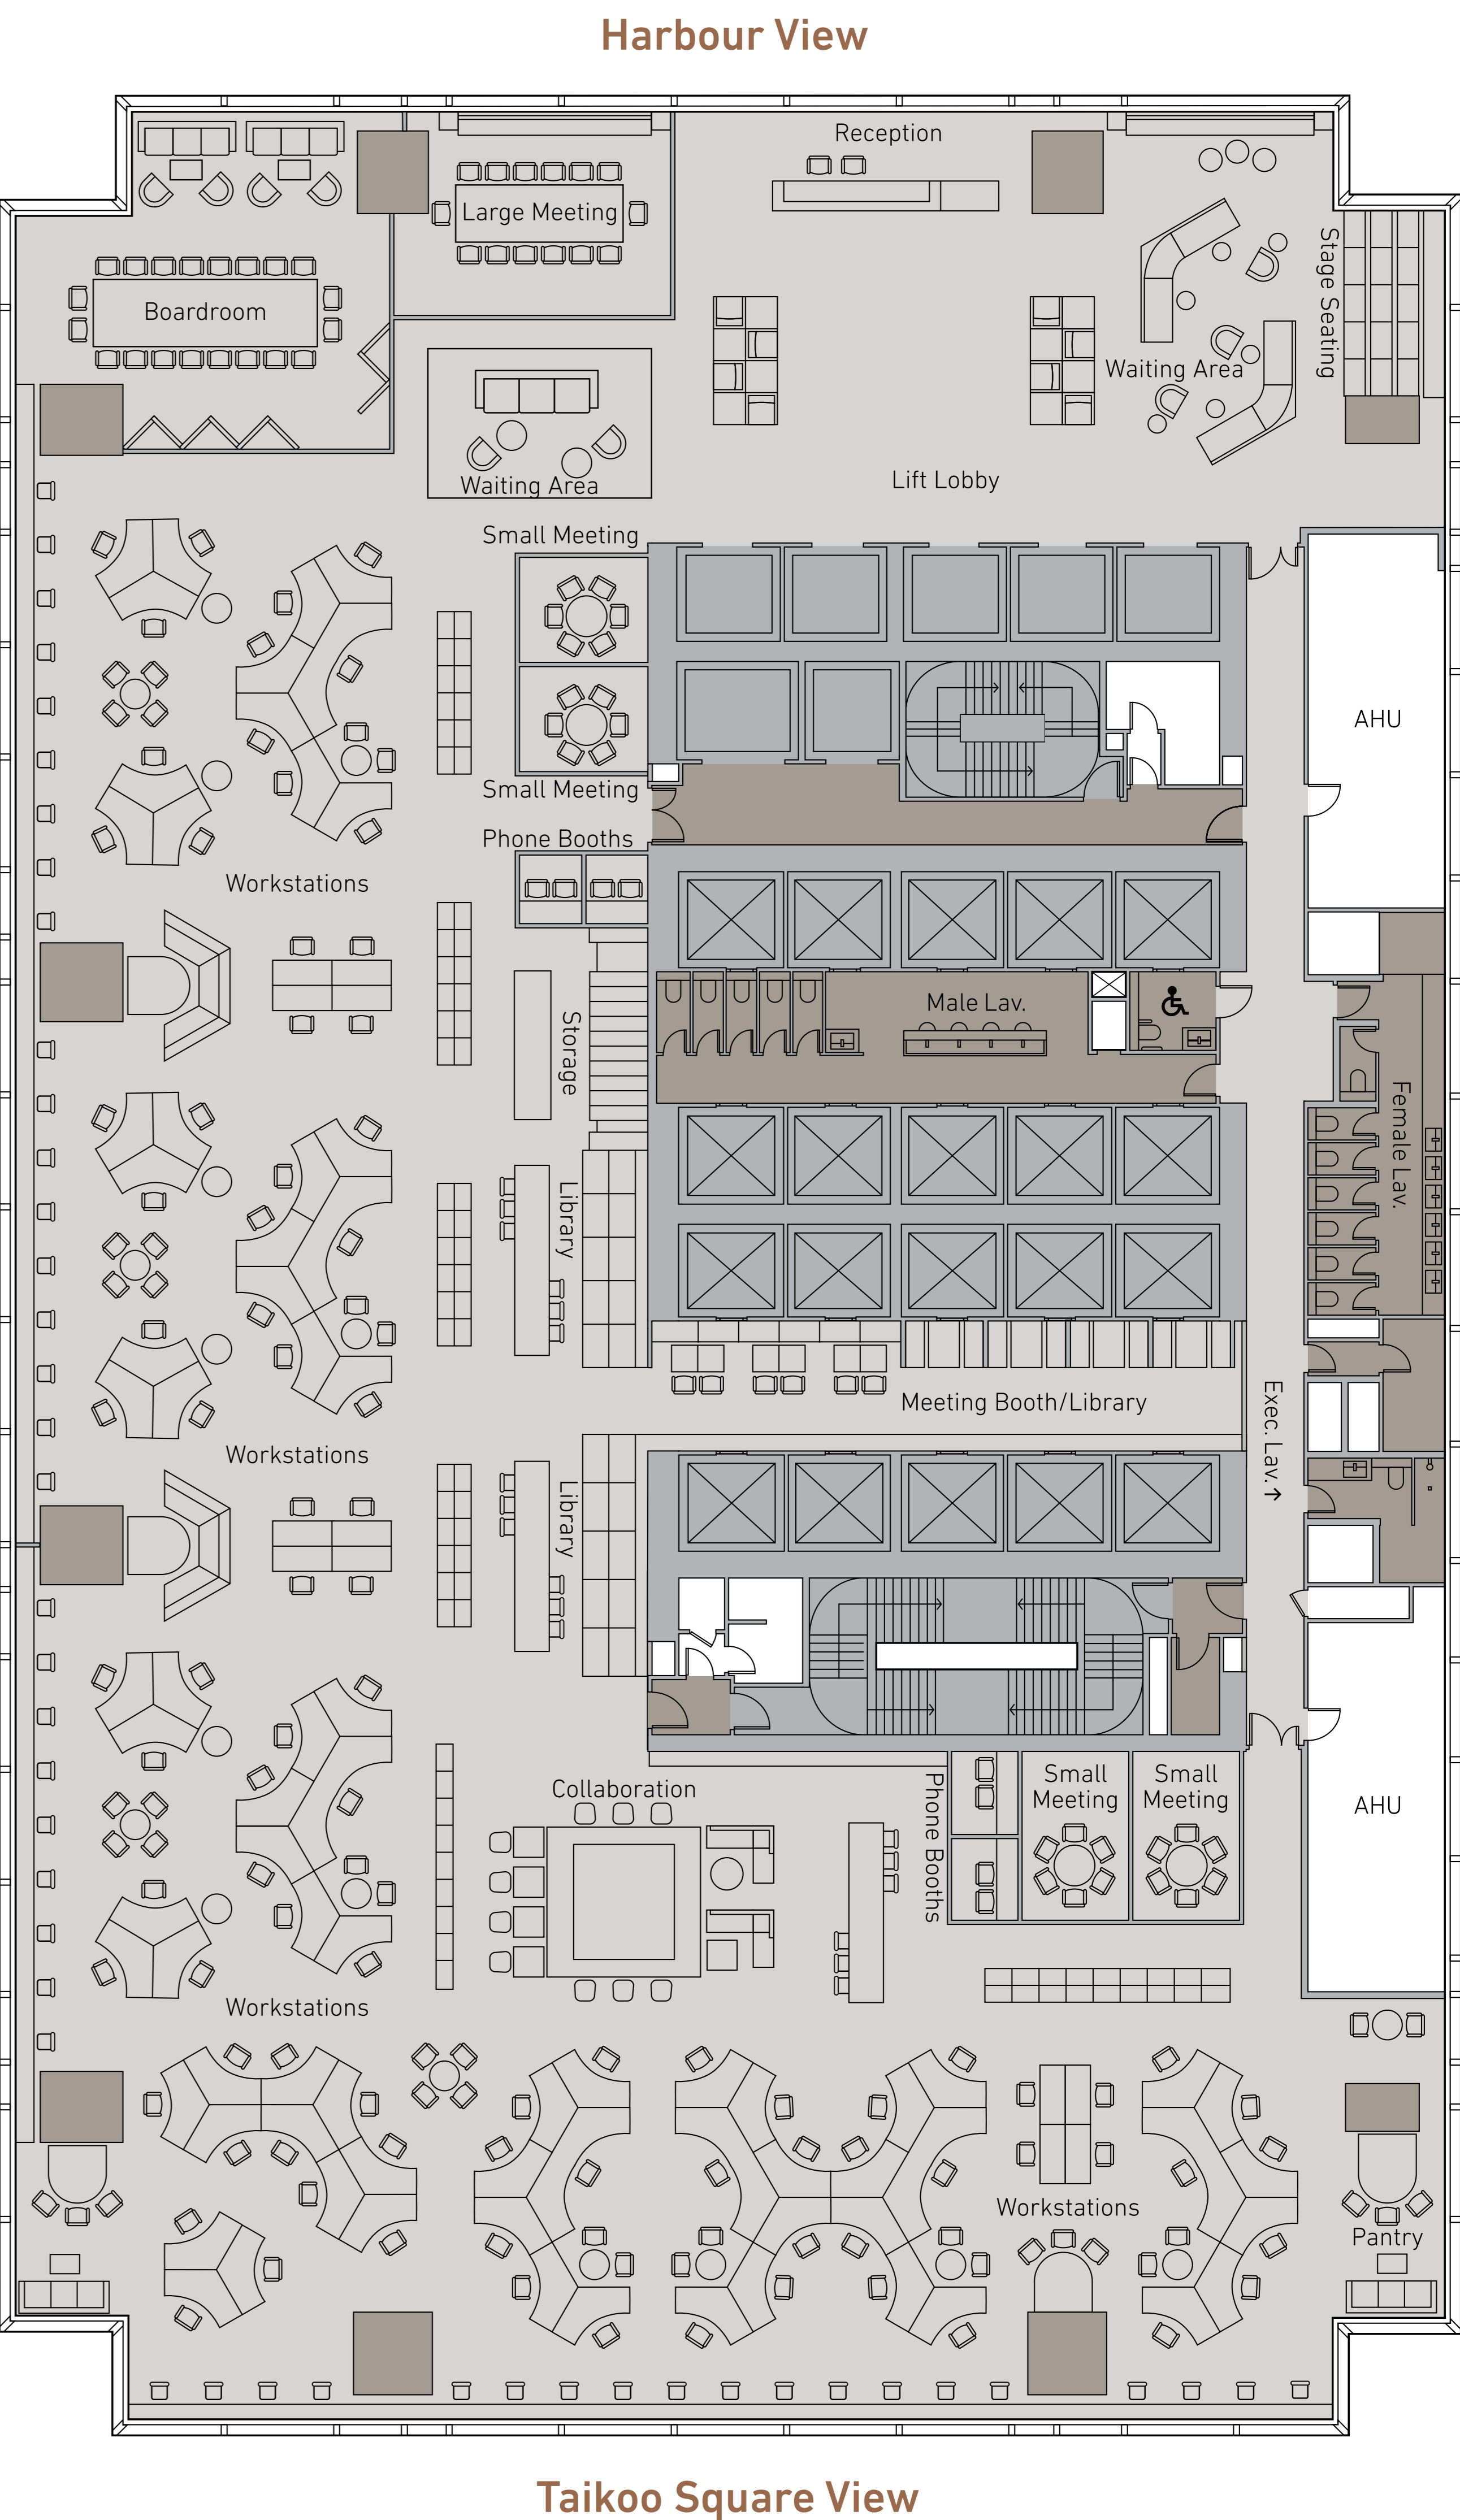 Harbour View
Reception
Large Meeting
Boardroom
Stage Seating
Waiting Area
Waiting Area
Lift Lobby
Small Meeting
AHU
Small Meeting
Phone Booths
Workstations
Male Lav.
Storage
Female Lav.
Library
Meeting Booth/Library
Exec. Lav.→
Workstations
Library
Collaboration
Phone Booths
Small
Meeting
Small
Meeting
AHU
Workstations
Workstations
Pantry
Taikoo Square View